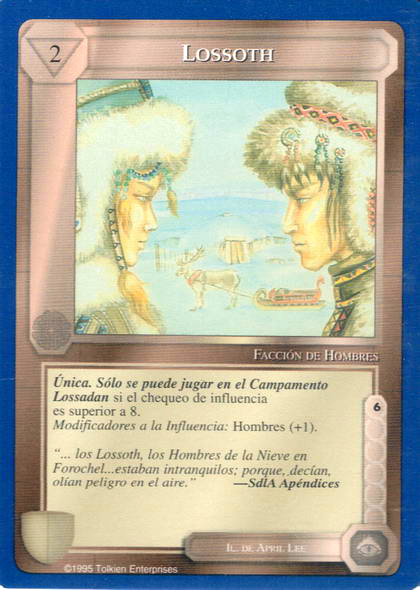 2
LOSSOTH
FACCIÓN DE HOMBRES
Única. Sólo se puede jugar en el Campamento
Lossadan si el chequeo de influencia
es superior a 8.
Modificadores a la Influencia: Hombres (+1).
6
“... los Lossoth, los Hombres de la Nieve en
Forochel...estaban intranquilos; porque, decían,
olían peligro en el aire.” —SdlA Apéndices
IL. DE APRIL LEE
©1995 Tolkien Enterprises